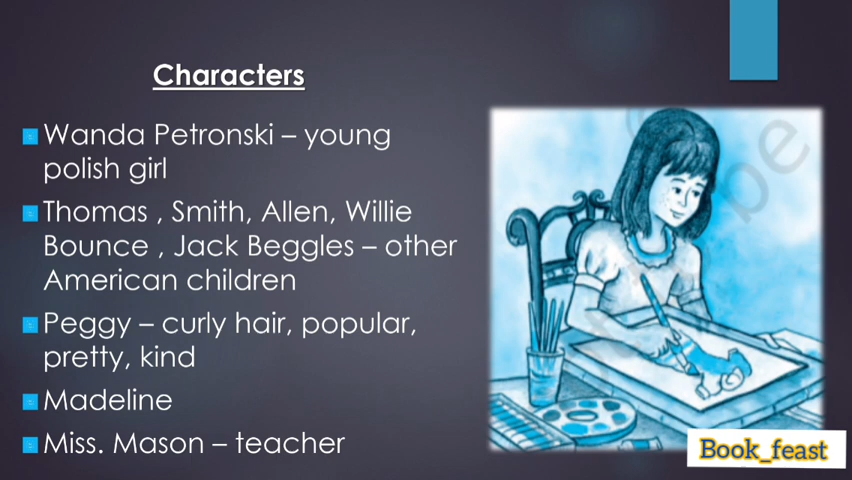 Characters
Wanda Petronski – young
polish girl
Thomas , Smith, Allen, Willie
Bounce , Jack Beggles – other
American children
Peggy – curly hair, popular,
pretty, kind
Madeline
Miss. Mason – teacher
be
Book_feast